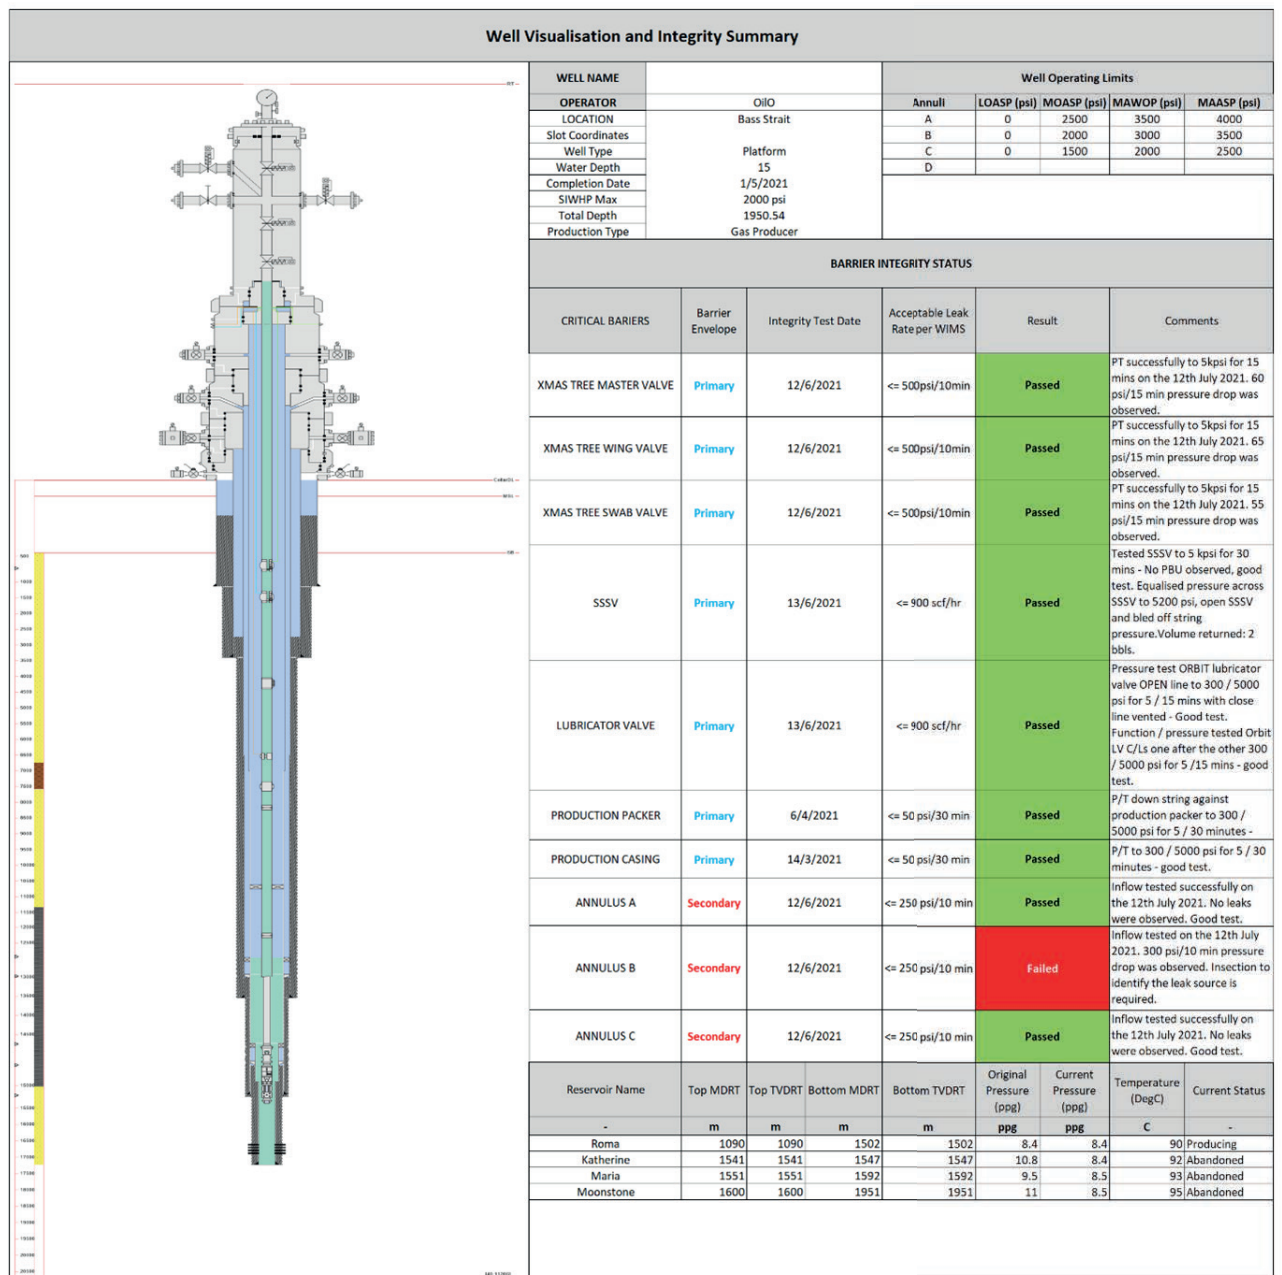 Well Visualisation and Integrity Summary
WELL NAME
Well Operating Limits
OPERATOR OilO Annuli LOASP (psi) MOASP (psi) MAWOP (psi) MAASP (psi)
LOCATION Bass Strait A 0 2500 3500 4000
Slot Coordinates B 0 2000 3000 3500
Well Type Platform C 0 1500 2000 2500
Water Depth 15 D
Completion Date 1/5/2021
SIWHP Max 2000 psi
Total Depth 1950.54
Production Type Gas Producer
BARRIER INTEGRITY STATUS
CRITICAL BARIERS
Barrier
Envelope
Integrity Test Date
Acceptable Leak
Rate per WIMS
Result
Comments
XMAS TREE MASTER VALVE Primary 12/6/2021 <= 500psi/10min Passed
PT successfully to 5kpsi for 15
mins on the 12th July 2021. 60
psi/15 min pressure drop was
observed.
XMAS TREE WING VALVE Primary 12/6/2021 <= 500psi/10min Passed
PT successfully to 5kpsi for 15
mins on the 12th July 2021. 65
psi/15 min pressure drop was
observed.
XMAS TREE SWAB VALVE Primary 12/6/2021 <= 500psi/10min Passed
PT successfully to 5kpsi for 15
mins on the 12th July 2021. 55
psi/15 min pressure drop was
observed.
SSSV Primary 13/6/2021 <= 900 scf/hr Passed
Tested SSSV to 5 kpsi for 30
mins - No PBU observed, good
test. Equalised pressure across
SSSV to 5200 psi, open SSSV
and bled off string
pressure.Volume returned: 2
bbls.
LUBRICATOR VALVE Primary 13/6/2021 <= 900 scf/hr Passed
Pressure test ORBIT lubricator
valve OPEN line to 300 / 5000
psi for 5 / 15 mins with close
line vented - Good test.
Function / pressure tested Orbit
LV C/Ls one after the other 300
/ 5000 psi for 5 /15 mins - good
test.
PRODUCTION PACKER Primary 6/4/2021 <= 50 psi/30 min Passed
P/T down string against
production packer to 300 /
5000 psi for 5 / 30 minutes -
PRODUCTION CASING Primary 14/3/2021 <= 50 psi/30 min Passed
P/T to 300 / 5000 psi for 5 / 30
minutes - good test.
ANNULUS A Secondary 12/6/2021 <= 250 psi/10 min Passed
Inflow tested successfully on
the 12th July 2021. No leaks
were observed. Good test.
ANNULUS B Secondary 12/6/2021 <= 250 psi/10 min Failed
Inflow tested on the 12th July
2021. 300 psi/10 min pressure
drop was observed. Insection to
identify the leak source is
required.
ANNULUS C Secondary 12/6/2021 <= 250 psi/10 min Passed
Inflow tested successfully on
the 12th July 2021. No leaks
were observed. Good test.
Reservoir Name Top MDRT Top TVDRT Bottom MDRT Bottom TVDRT
Original
Pressure
(ppg)
Current
Pressure
(ppg)
Temperature
(DegC)
Current Status
- m m m m ppg ppg C -
Roma 1090 1090 1502 1502 8.4 8.4 90 Producing
Katherine 1541 1541 1547 1547 10.8 8.4 92 Abandoned
Maria 1551 1551 1592 1592 9.5 8.5 93 Abandoned
Moonstone 1600 1600 1951 1951 11 8.5 95 Abandoned